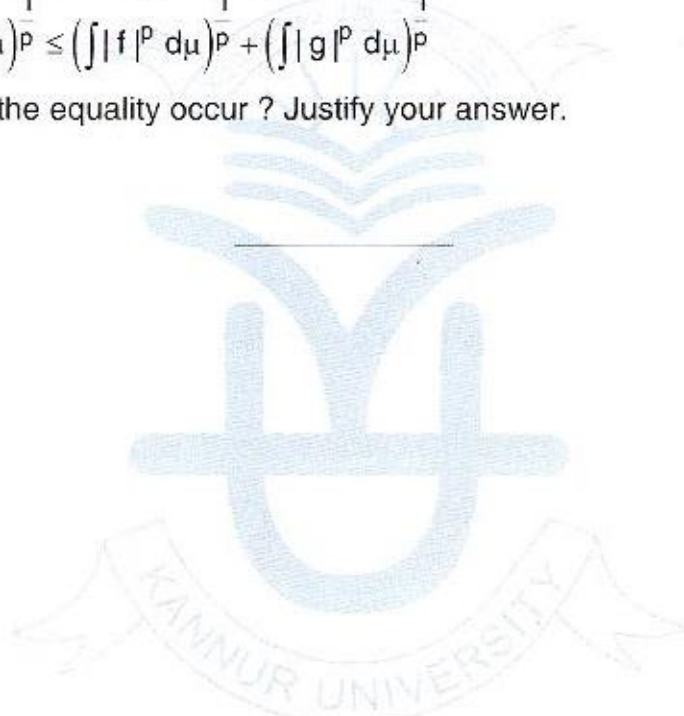 )^{1/p} ≤ (∫| f |^p dμ)^{1/p} + (∫| g |^p dμ)^{1/p}
the equality occur ? Justify your answer.
KANNUR UNIVERSITY